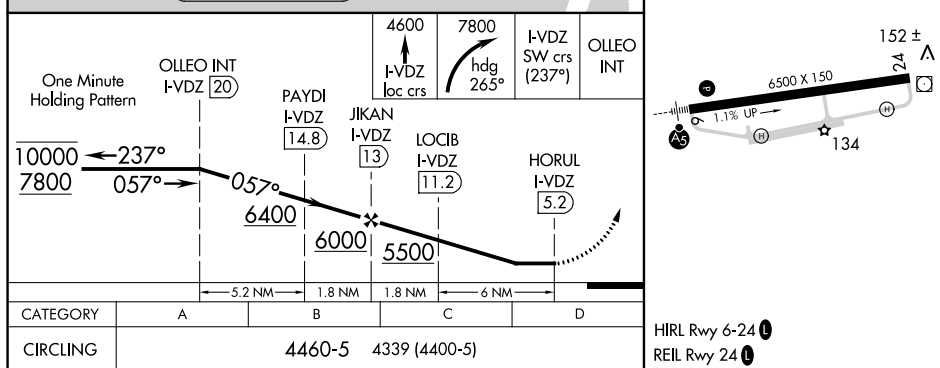 4600
I-VDZ
loc crs
7800
hdg
265°
I-VDZ
SW crs
(237°)
OLLEO
INT
One Minute
Holding Pattern
OLLEO INT
I-VDZ 20
PAYDI
I-VDZ
14.8
JIKAN
I-VDZ
13
LOCIB
I-VDZ
11.2
HORUL
I-VDZ
5.2
10000
7800
237°
057°
057°
6400
6000
5500
5.2 NM
1.8 NM
1.8 NM
6 NM
CATEGORY A B C D
CIRCLING 4460-5 4339 (4400-5)
152 ±
24
6500 X 150
P
6
1.1% UP
A5
H
H
134
HIRL Rwy 6-24 L
REIL Rwy 24 L